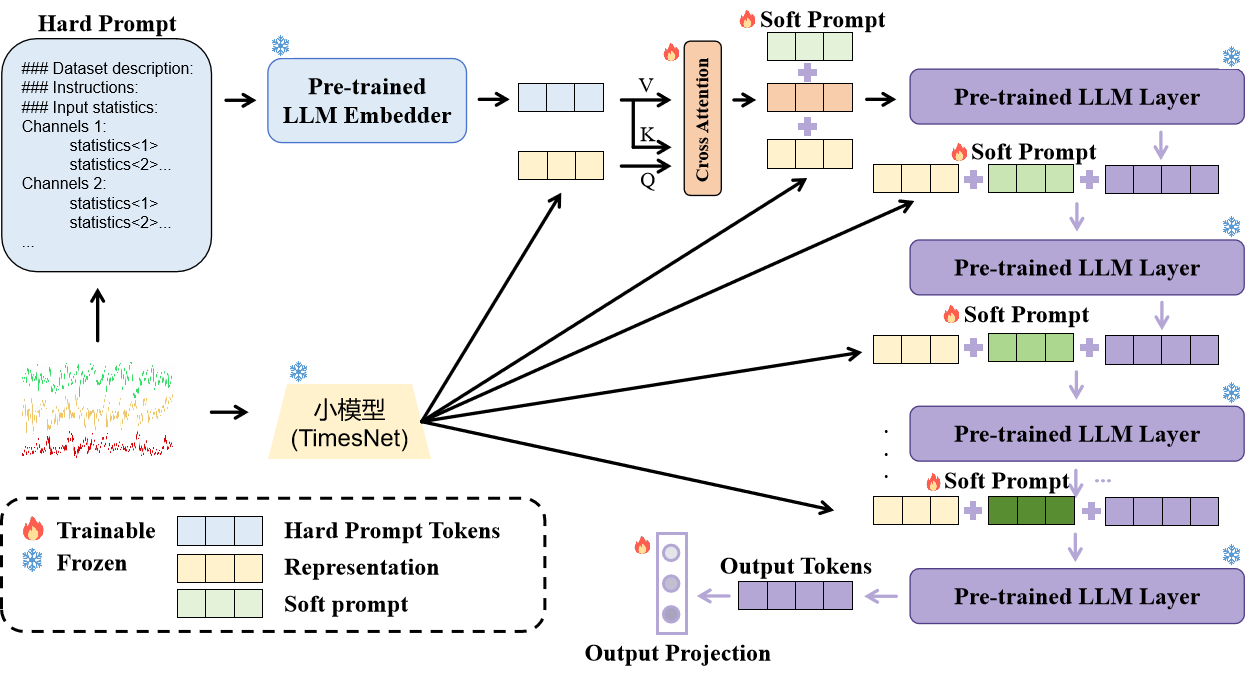 Hard Prompt
### Dataset description:
### Instructions:
### Input statistics:
Channels 1:
statistics<1>
statistics<2>...
Channels 2:
statistics<1>
statistics<2>...
...
Pre-trained
LLM Embedder
V
K
Q
Cross Attention
Soft Prompt
Pre-trained LLM Layer
Soft Prompt
Pre-trained LLM Layer
Soft Prompt
Pre-trained LLM Layer
Soft Prompt
...
Pre-trained LLM Layer
小模型
(TimesNet)
Output Tokens
Output Projection
Trainable
Frozen
Hard Prompt Tokens
Representation
Soft prompt